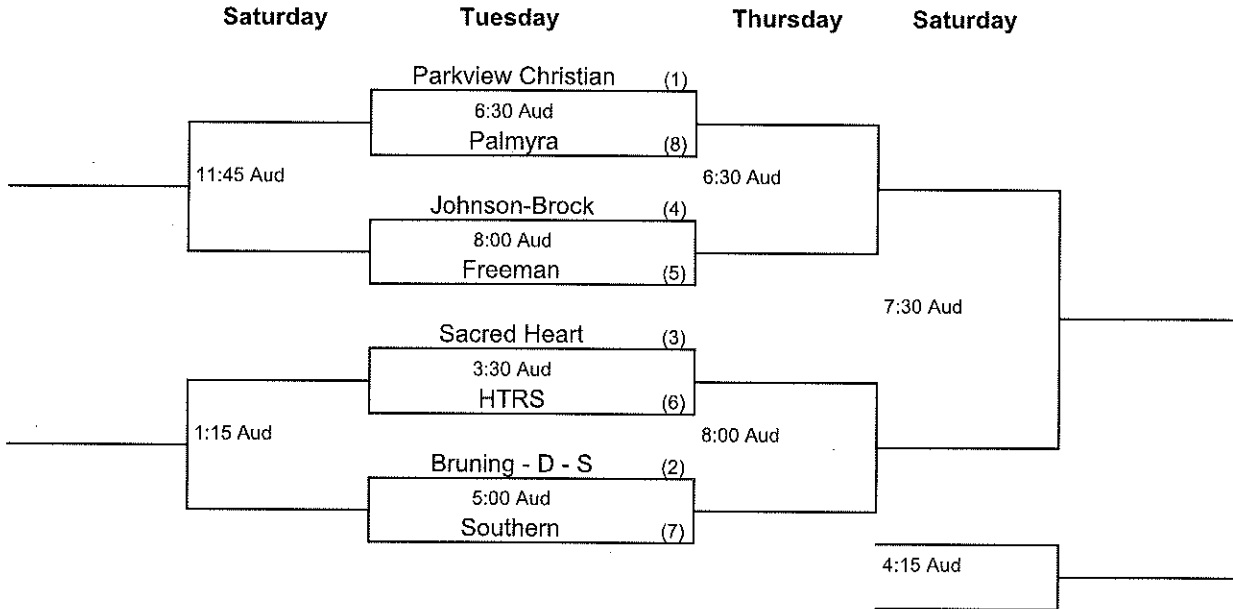 Saturday Tuesday Thursday Saturday
Parkview Christian (1)
6:30 Aud
Palmyra (8)
11:45 Aud
6:30 Aud
Johnson-Brock (4)
8:00 Aud
Freeman (5)
7:30 Aud
Sacred Heart (3)
3:30 Aud
HTRS (6)
1:15 Aud
8:00 Aud
Bruning - D - S (2)
5:00 Aud
Southern (7)
4:15 Aud